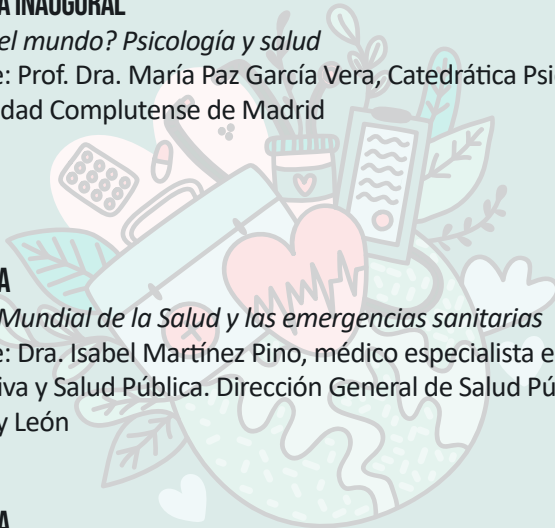 A INAUGURAL
el mundo? Psicología y salud
e: Prof. Dra. María Paz García Vera, Catedrática Psi
dad Complutense de Madrid
A
Mundial de la Salud y las emergencias sanitarias
e: Dra. Isabel Martínez Pino, médico especialista e
iva y Salud Pública. Dirección General de Salud Pú
y León
A